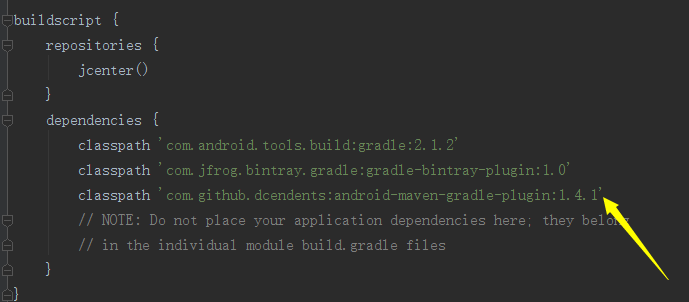 buildscript {
repositories {
jcenter()
}
dependencies {
classpath 'com.android.tools.build:gradle:2.1.2'
classpath 'com.jfrog.bintray.gradle:gradle-bintray-plugin:1.0'
classpath 'com.github.dcendents:android-maven-gradle-plugin:1.4.1'
// NOTE: Do not place your application dependencies here; they belong
// in the individual module build.gradle files
}
}